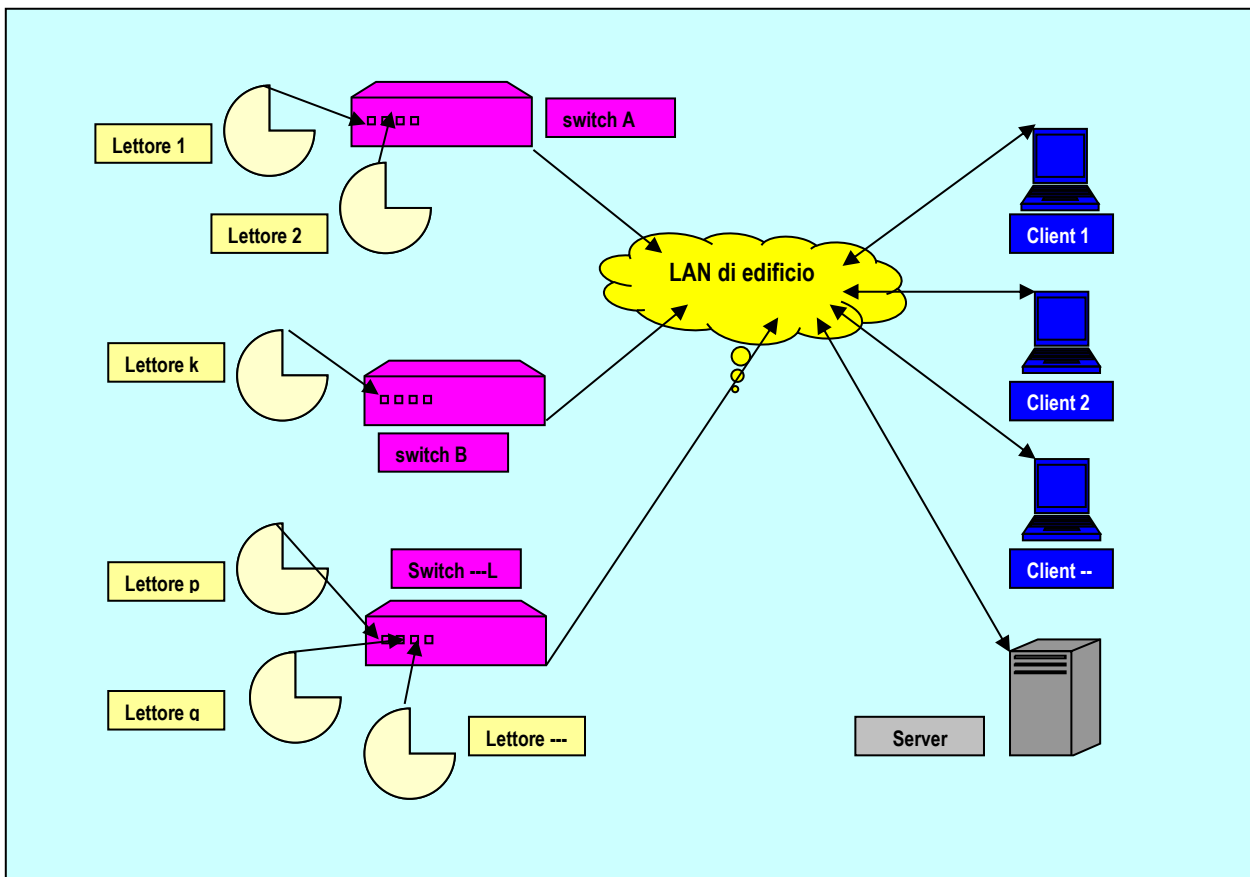 switch A
Lettore 1
Lettore 2
Client 1
LAN di edificio
Lettore k
Client 2
switch B
Lettore p
Switch ---L
Client --
Lettore q
Lettore ---
Server